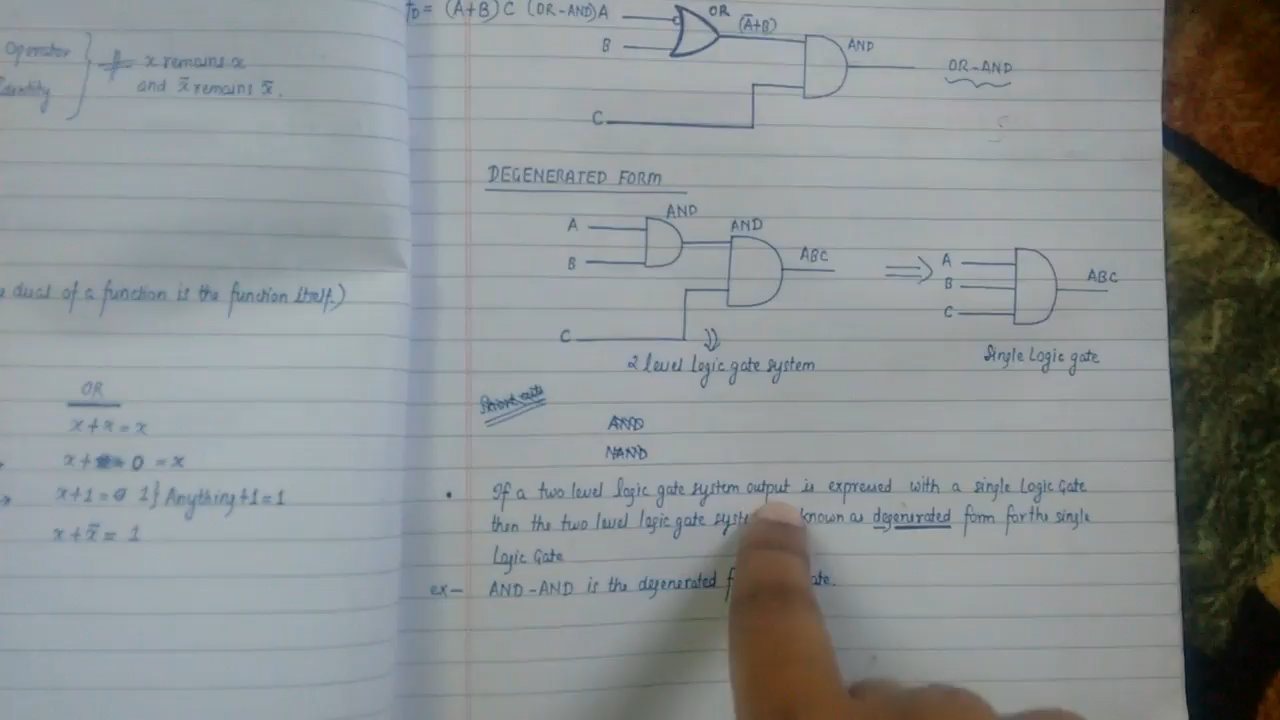 Operator
x remains x
and x̄ remains x̄.
dual of a function is the function itself.)
OR
x+x=x
x+0=x
x+1= 1} Anything+1=1
x+x̄= 1
fD = (A+B)C (OR-AND)
A
OR
B
(Ā+B)
AND
OR-AND
C
DEGENERATED FORM
AND
AND
A
B
ABC
C
A
B
C
ABC
2 level logic gate system
Single Logic gate
AND
NAND
• If a two level logic gate system output is expressed with a single Logic Gate
then the two level logic gate known as degenerated form for the single
Logic Gate
ex- AND-AND is the degenerated